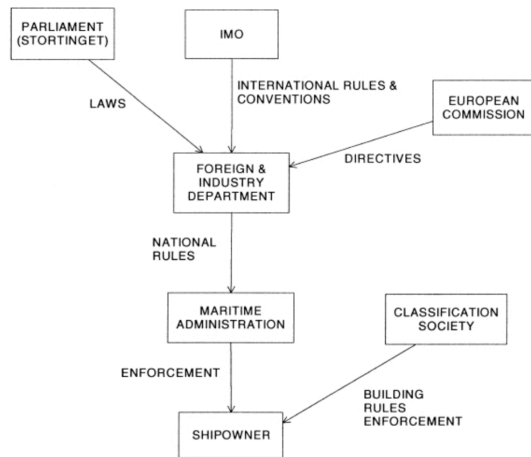 PARLIAMENT
(STORTINGET)
IMO
EUROPEAN
COMMISSION
LAWS
INTERNATIONAL RULES &
CONVENTIONS
DIRECTIVES
FOREIGN &
INDUSTRY
DEPARTMENT
NATIONAL
RULES
MARITIME
ADMINISTRATION
CLASSIFICATION
SOCIETY
ENFORCEMENT
BUILDING
RULES
ENFORCEMENT
SHIPOWNER